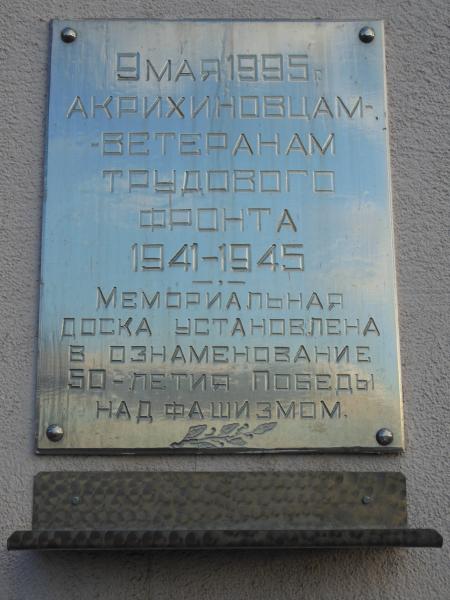 9 мая 1995 г.
АКРИХИНОВЦАМ-
-ВЕТЕРАНАМ
ТРУДОВОГО
ФРОНТА
1941-1945
МЕМОРИАЛЬНАЯ
ДОСКА УСТАНОВЛЕНА
В ОЗНАМЕНОВАНИЕ
50-ЛЕТИЯ ПОБЕДЫ
НАД ФАШИЗМОМ.